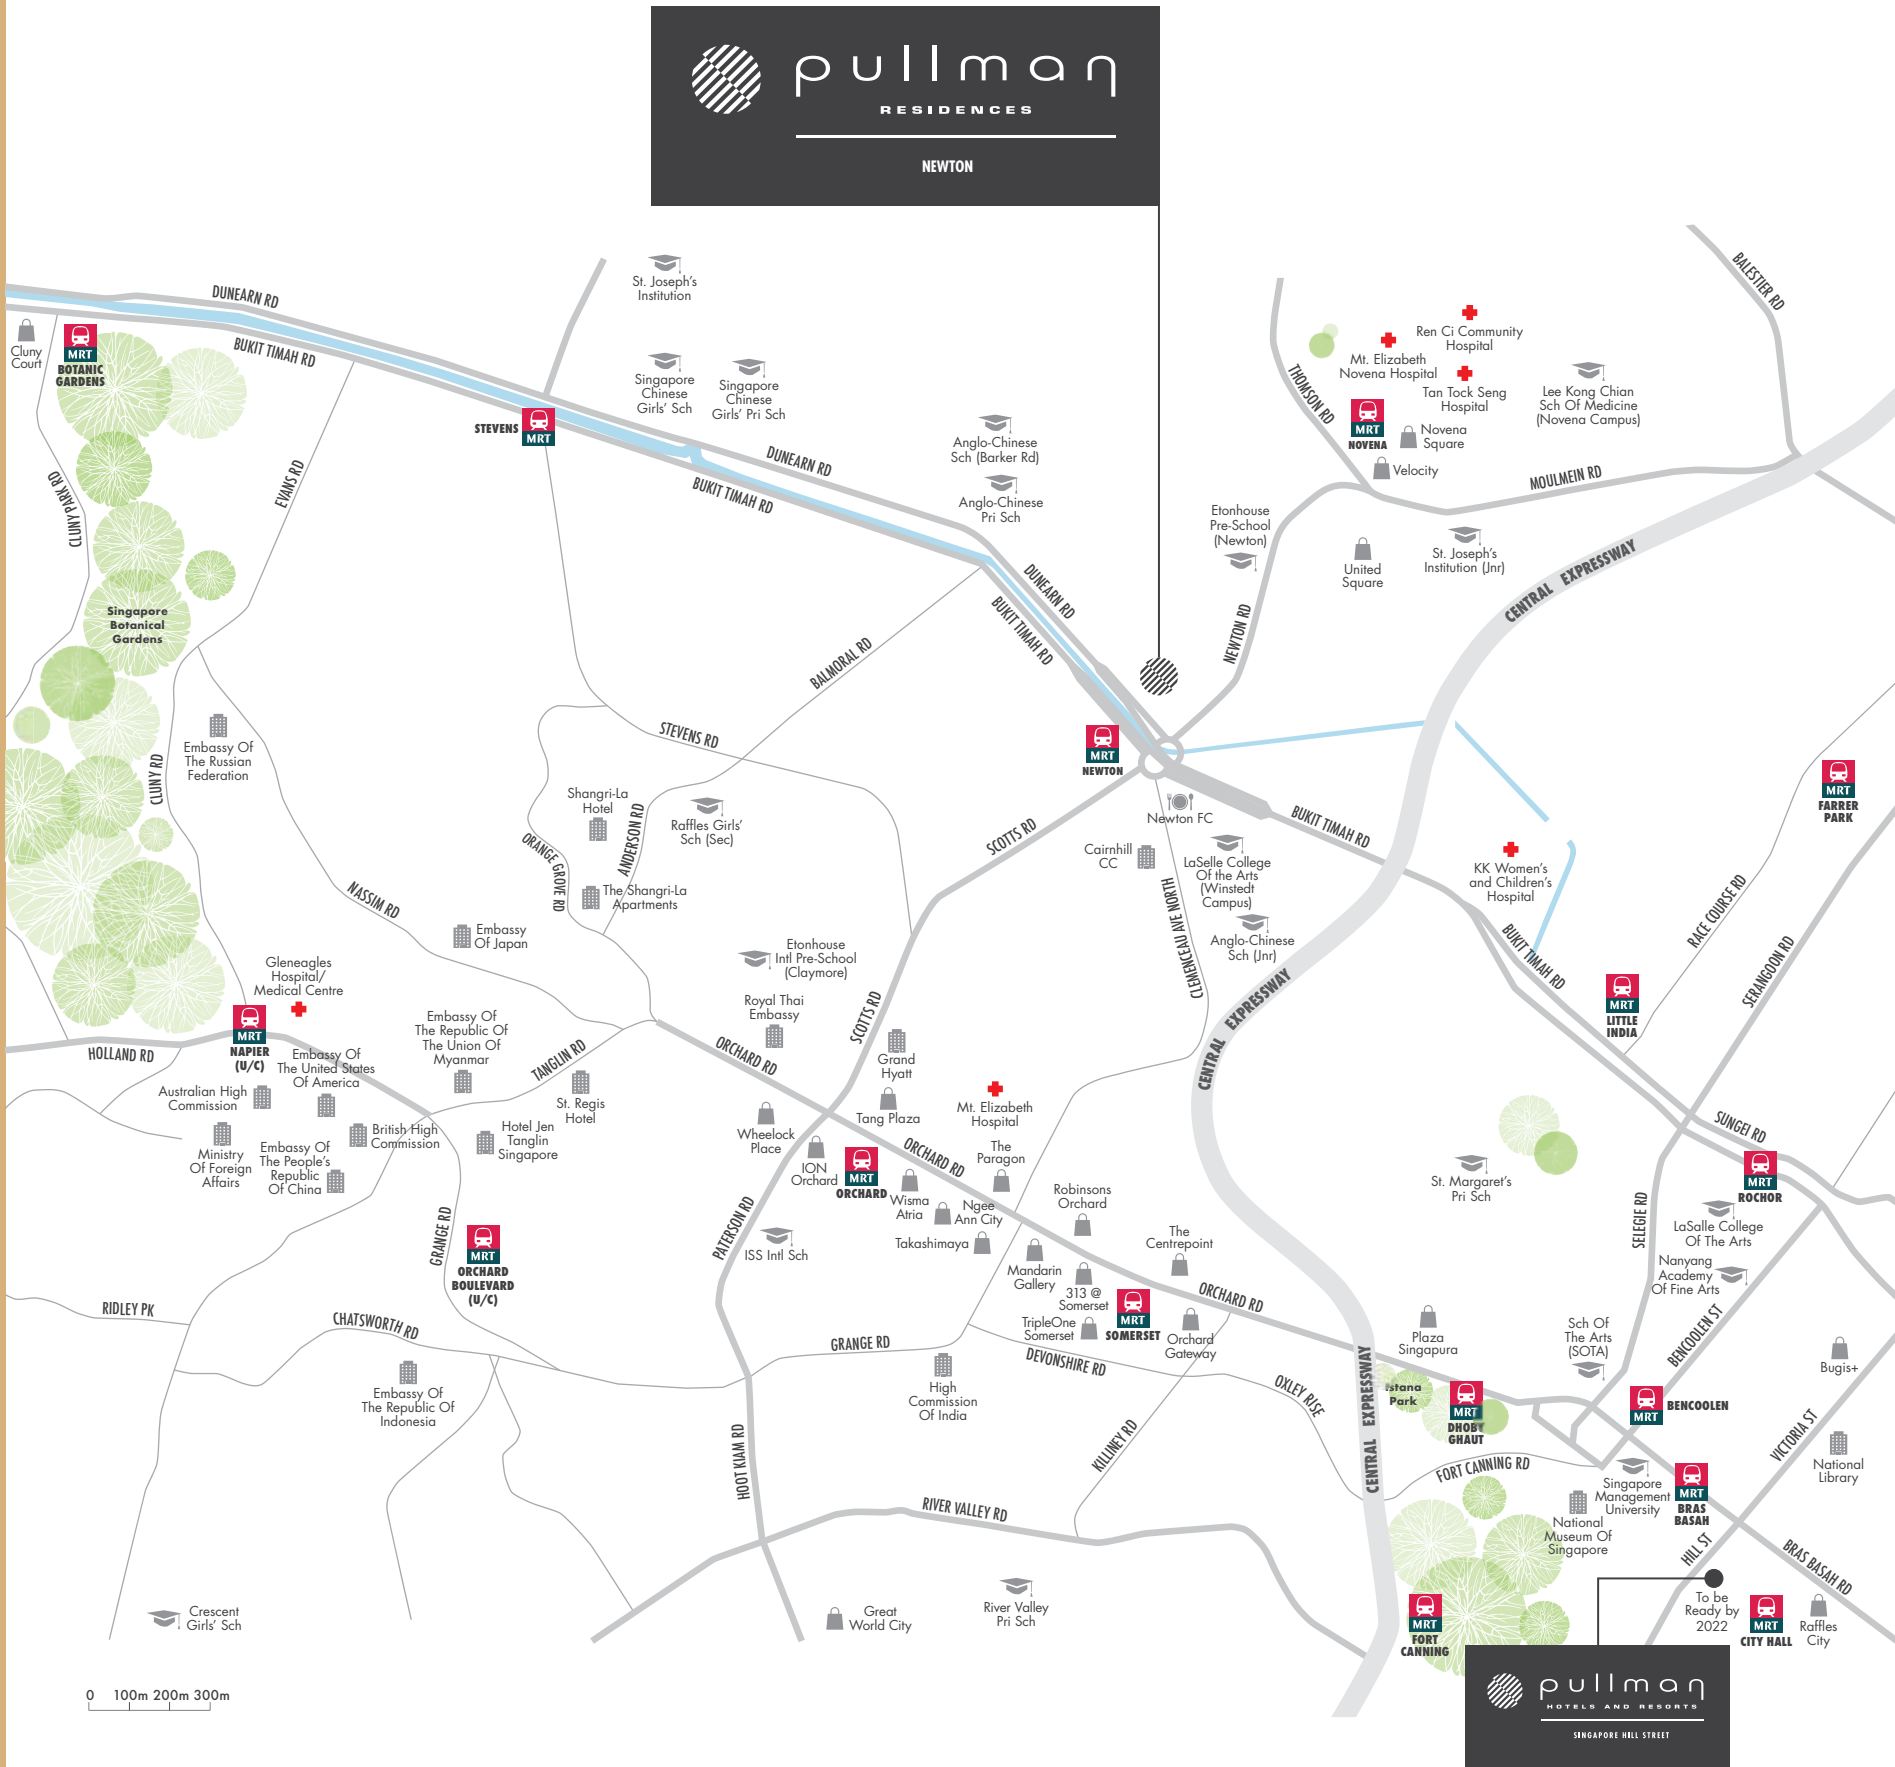 pullman
RESIDENCES
NEWTON
St. Joseph's
Institution
DUNEARN RD
BUKIT TIMAH RD
Cluny
Court
MRT
BOTANIC
GARDENS
STEVENS
MRT
Singapore
Chinese
Girls' Sch
Singapore
Chinese
Girls' Pri Sch
Anglo-Chinese
Sch (Barker Rd)
Anglo-Chinese
Pri Sch
DUNEARN RD
BUKIT TIMAH RD
BALESTIER RD
Ren Ci Community
Hospital
Mt. Elizabeth
Novena Hospital
Tan Tock Seng
Hospital
Lee Kong Chian
Sch Of Medicine
(Novena Campus)
THOMSON RD
MRT
NOVENA
Novena
Square
Velocity
MOULMEIN RD
Etonhouse
Pre-School
(Newton)
United
Square
St. Joseph's
Institution (Jnr)
CENTRAL EXPRESSWAY
EVANS RD
CLUNY PARK RD
Singapore
Botanical
Gardens
DUNEARN RD
BUKIT TIMAH RD
NEWTON RD
BALMORAL RD
STEVENS RD
Embassy Of
The Russian
Federation
CLUNY RD
MRT
NEWTON
Shangri-La
Hotel
ANDERSON RD
ORANGE GROVE RD
Raffles Girls'
Sch (Sec)
The Shangri-La
Apartments
SCOTTS RD
Newton FC
Cairnhill
CC
LaSelle College
Of the Arts
(Winstedt
Campus)
BUKIT TIMAH RD
MRT
FARRER
PARK
KK Women's
and Children's
Hospital
NASSIM RD
Embassy
Of Japan
Etonhouse
Intl Pre-School
(Claymore)
Anglo-Chinese
Sch (Jnr)
CLEMENCEAU AVE NORTH
BUKIT TIMAH RD
RACE COURSE RD
SERANGOON RD
Gleneagles
Hospital/
Medical Centre
MRT
NAPIER
(U/C)
HOLLAND RD
Embassy Of
The Republic Of
The Union Of
Myanmar
Royal Thai
Embassy
SCOTTS RD
Grand
Hyatt
CENTRAL EXPRESSWAY
MRT
LITTLE
INDIA
Embassy Of
The United States
Of America
Australian High
Commission
TANGLIN RD
ORCHARD RD
St. Regis
Hotel
Tang Plaza
Mt. Elizabeth
Hospital
British High
Commission
Hotel Jen
Tanglin
Singapore
Wheelock
Place
Ministry
Of Foreign
Affairs
Embassy Of
The People's
Republic
Of China
ION
Orchard
MRT
ORCHARD
ORCHARD RD
The
Paragon
Wisma
Atria
Ngee
Ann City
Robinsons
Orchard
St. Margaret's
Pri Sch
SUNGEI RD
MRT
ROCHOR
SELEGIE RD
LaSalle College
Of The Arts
GRANGE RD
MRT
ORCHARD
BOULEVARD
(U/C)
PATERSON RD
ISS Intl Sch
Takashimaya
Mandarin
Gallery
The
Centrepoint
Nanyang
Academy
Of Fine Arts
313 @
Somerset
TripleOne
Somerset
MRT
SOMERSET
Orchard
Gateway
ORCHARD RD
RIDLEY PK
CHATSWORTH RD
GRANGE RD
DEVONSHIRE RD
Plaza
Singapura
Sch Of
The Arts
(SOTA)
BENCOOLEN ST
Bugis+
Embassy Of
The Republic Of
Indonesia
High
Commission
Of India
OXLEY RISE
CENTRAL EXPRESSWAY
Istana
Park
MRT
DHOBY
GHAUT
MRT
BENCOOLEN
VICTORIA ST
National
Library
HOOT KIAM RD
KILLINEY RD
FORT CANNING RD
Singapore
Management
University
MRT
BRAS
BASAH
RIVER VALLEY RD
National
Museum Of
Singapore
HILL ST
BRAS BASAH RD
Crescent
Girls' Sch
Great
World City
River Valley
Pri Sch
MRT
FORT
CANNING
To be
Ready by
2022
MRT
CITY HALL
Raffles
City
0 100m 200m 300m
pullman
HOTELS AND RESORTS
SINGAPORE HILL STREET